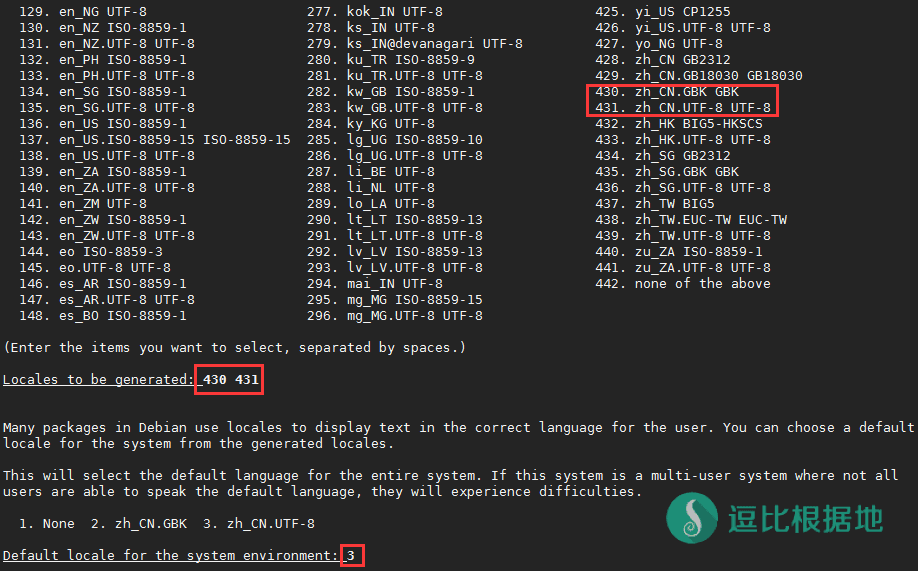 129. en_NG UTF-8 277. kok_IN UTF-8 425. yi_US CP1255
130. en_NZ ISO-8859-1 278. ks_IN UTF-8 426. yi_US.UTF-8 UTF-8
131. en_NZ.UTF-8 UTF-8 279. ks_IN@devanagari UTF-8 427. yo_NG UTF-8
132. en_PH ISO-8859-1 280. ku_TR ISO-8859-9 428. zh_CN GB2312
133. en_PH.UTF-8 UTF-8 281. ku_TR.UTF-8 UTF-8 429. zh_CN.GB18030 GB18030
134. en_SG ISO-8859-1 282. kw_GB ISO-8859-1 430. zh_CN.GBK GBK
135. en_SG.UTF-8 UTF-8 283. kw_GB.UTF-8 UTF-8 431. zh_CN.UTF-8 UTF-8
136. en_US ISO-8859-1 284. ky_KG UTF-8 432. zh_HK BIG5-HKSCS
137. en_US.ISO-8859-15 ISO-8859-15 285. lg_UG ISO-8859-10 433. zh_HK.UTF-8 UTF-8
138. en_US.UTF-8 UTF-8 286. lg_UG.UTF-8 UTF-8 434. zh_SG GB2312
139. en_ZA ISO-8859-1 287. li_BE UTF-8 435. zh_SG.GBK GBK
140. en_ZA.UTF-8 UTF-8 288. li_NL UTF-8 436. zh_SG.UTF-8 UTF-8
141. en_ZM UTF-8 289. lo_LA UTF-8 437. zh_TW BIG5
142. en_ZW ISO-8859-1 290. lt_LT ISO-8859-13 438. zh_TW.EUC-TW EUC-TW
143. en_ZW.UTF-8 UTF-8 291. lt_LT.UTF-8 UTF-8 439. zh_TW.UTF-8 UTF-8
144. eo ISO-8859-3 292. lv_LV ISO-8859-13 440. zu_ZA ISO-8859-1
145. eo.UTF-8 UTF-8 293. lv_LV.UTF-8 UTF-8 441. zu_ZA.UTF-8 UTF-8
146. es_AR ISO-8859-1 294. mai_IN UTF-8 442. none of the above
147. es_AR.UTF-8 UTF-8 295. mg_MG ISO-8859-15
148. es_BO ISO-8859-1 296. mg_MG.UTF-8 UTF-8
(Enter the items you want to select, separated by spaces.)
Locales to be generated: 430 431
Many packages in Debian use locales to display text in the correct language for the user. You can choose a default
locale for the system from the generated locales.
This will select the default language for the entire system. If this system is a multi-user system where not all
users are able to speak the default language, they will experience difficulties.
1. None 2. zh_CN.GBK 3. zh_CN.UTF-8
逗比根据地
Default locale for the system environment: 3